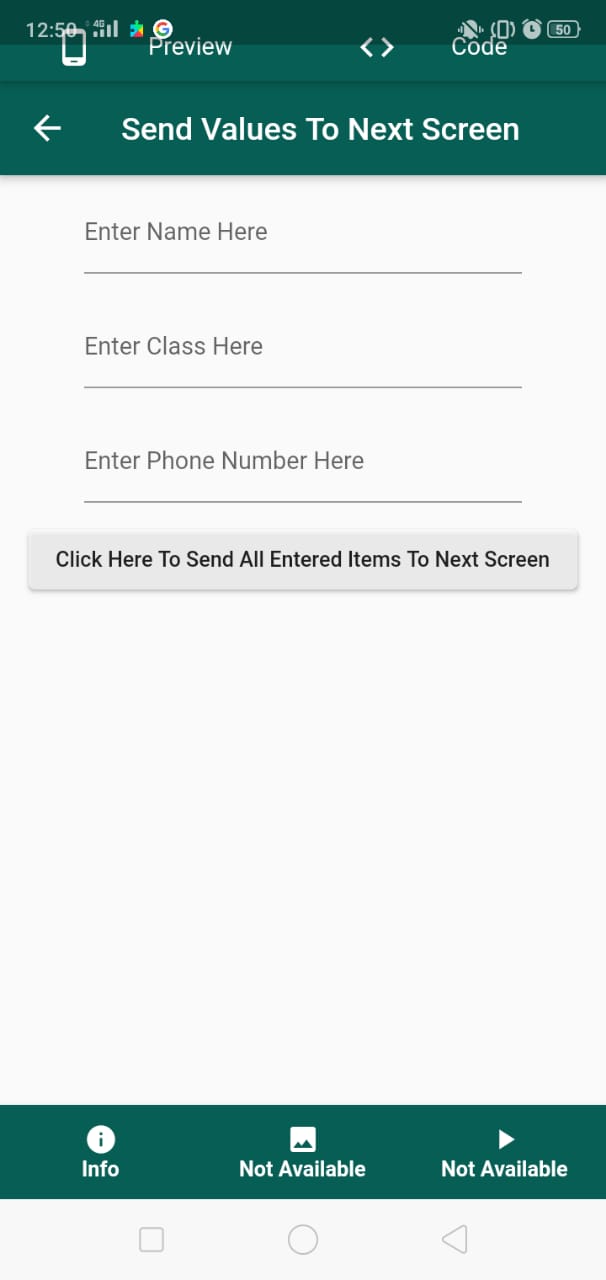 12:50 4G 50
Preview Code
Send Values To Next Screen
Enter Name Here
Enter Class Here
Enter Phone Number Here
Click Here To Send All Entered Items To Next Screen
Info Not Available Not Available